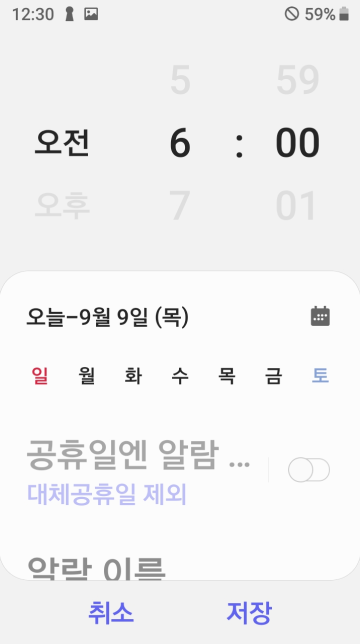 12:30 59%
5 59
오전 6 : 00
오후 7 01
오늘-9월 9일 (목)
일 월 화 수 목 금 토
공휴일엔 알람 ...
대체공휴일 제외
알람 이름
취소 저장